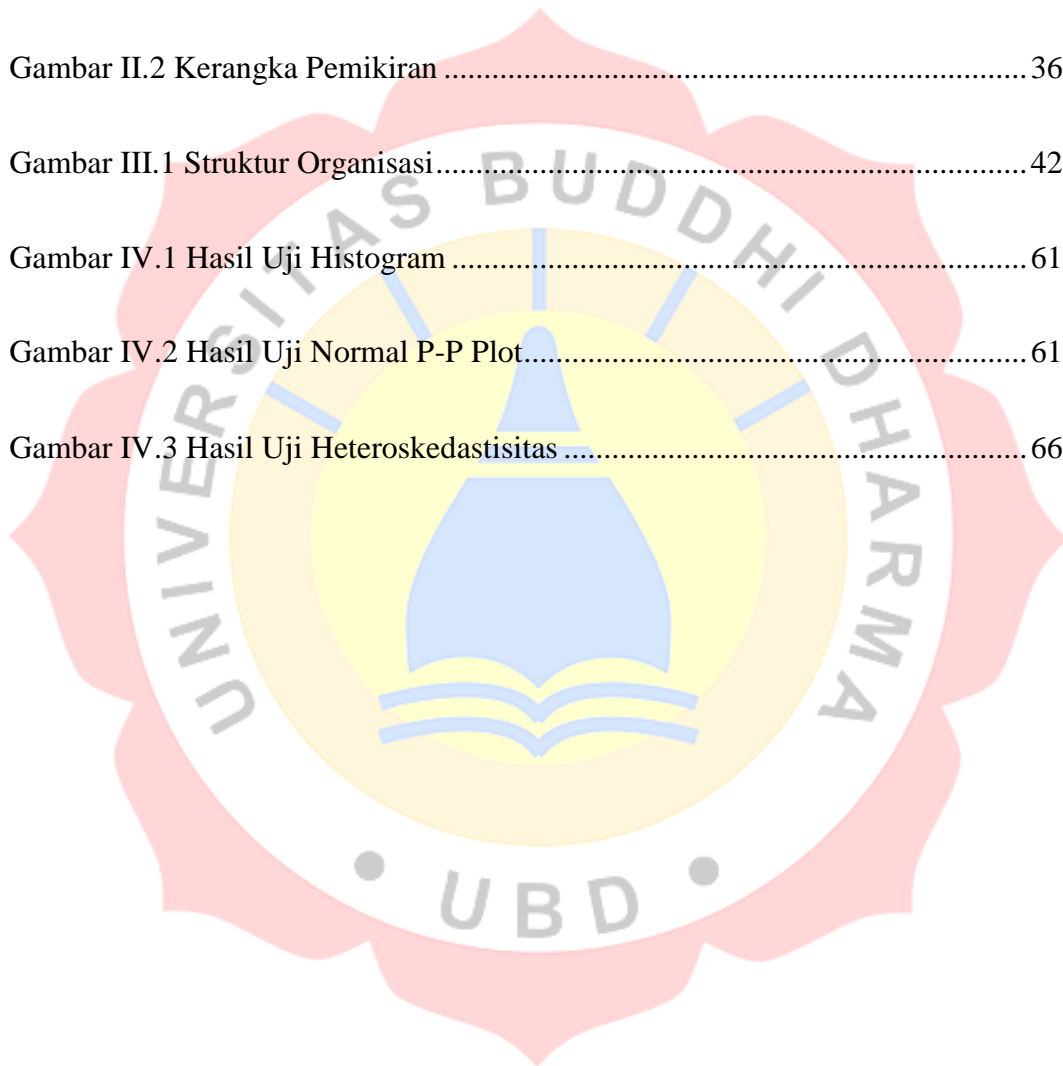 Gambar II.2 Kerangka Pemikiran ........................................................................................ 36
Gambar III.1 Struktur Organisasi ........................................................................................ 42
Gambar IV.1 Hasil Uji Histogram ........................................................................................ 61
Gambar IV.2 Hasil Uji Normal P-P Plot ........................................................................................ 61
Gambar IV.3 Hasil Uji Heteroskedastisitas ........................................................................................ 66
UNIVERSITAS BUDDHI DHARMA
• UBD •